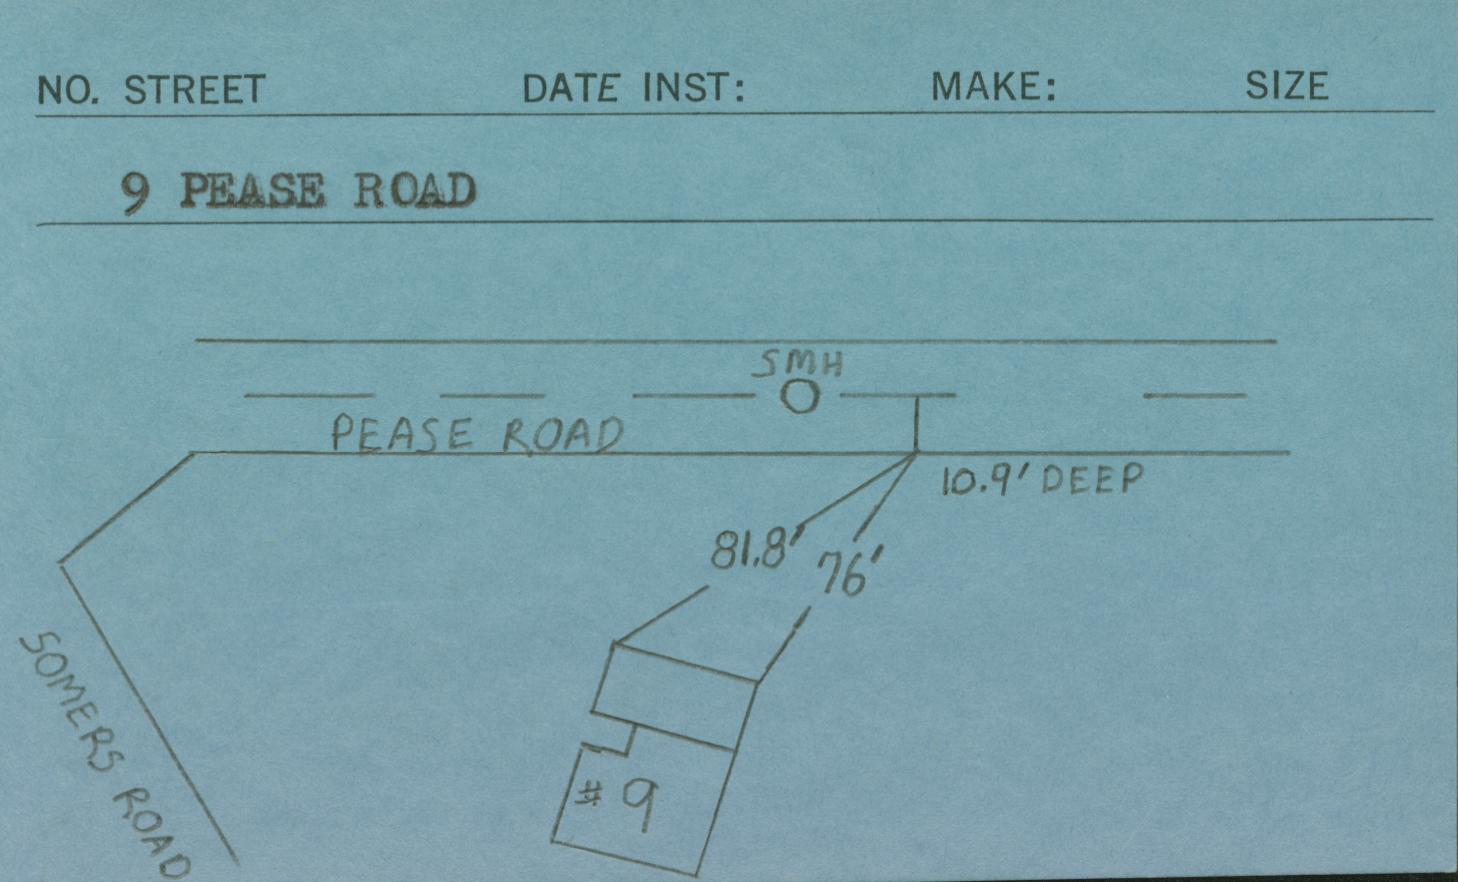 NO. STREET DATE INST: MAKE: SIZE
9 PEASE ROAD
SMH
PEASE ROAD
10.9' DEEP
81.8' 76'
SOMERS ROAD
# 9